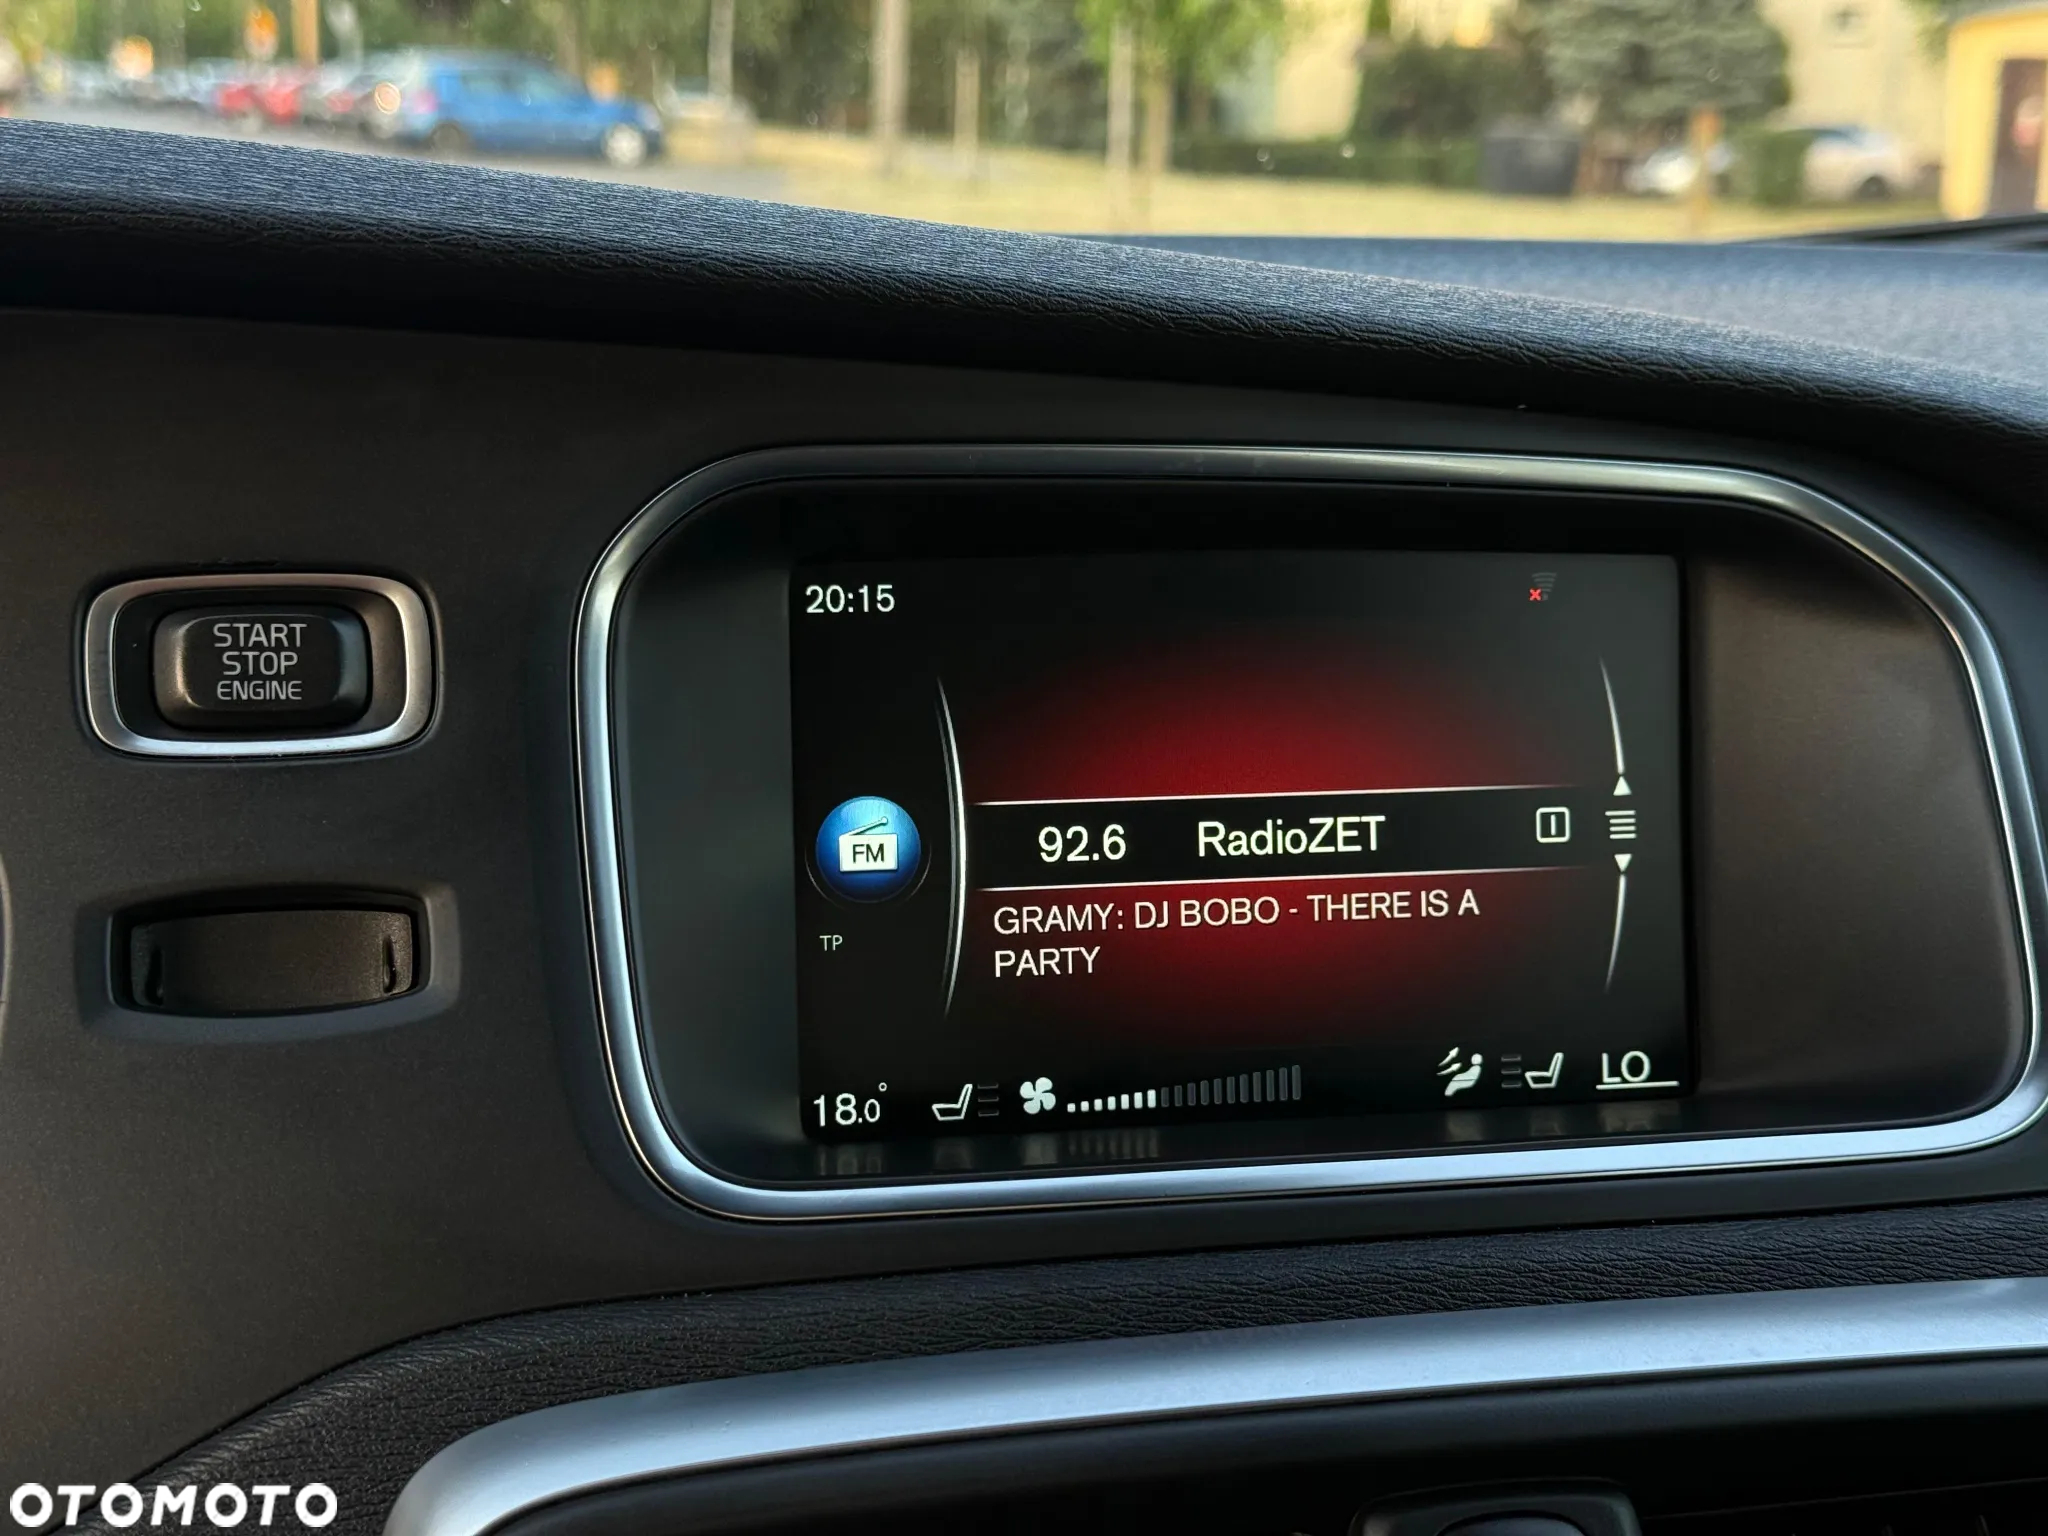 20:15
START
STOP
ENGINE
92.6 RadioZET
FM
GRAMY: DJ BOBO - THERE IS A
PARTY
TP
18.0° LO
OTOMOTO